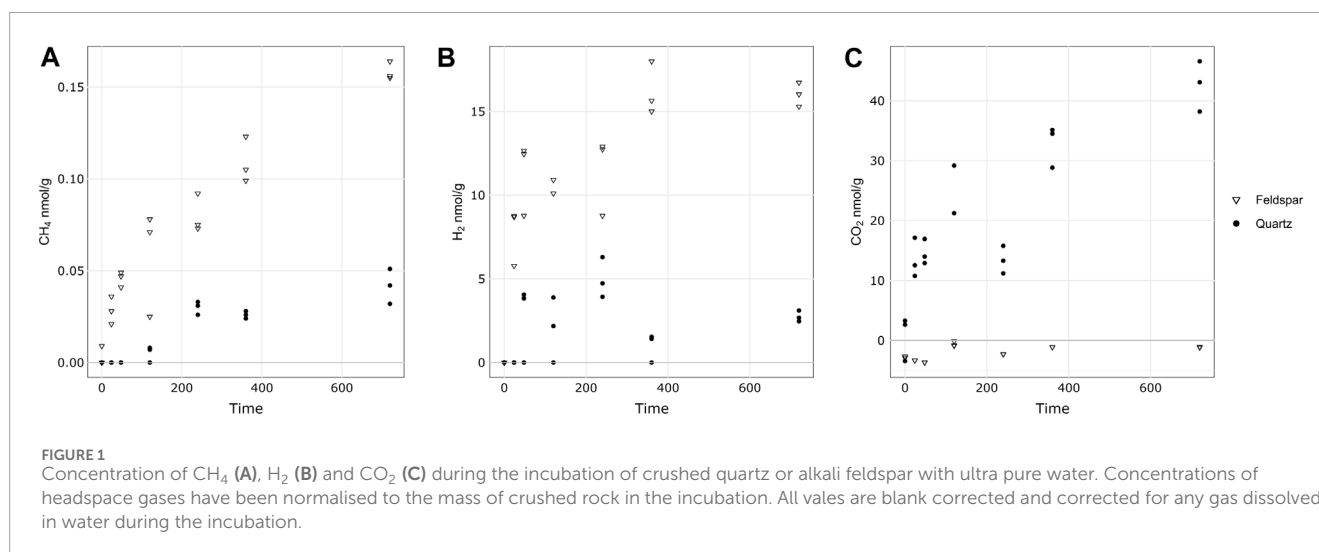 A
B
C
CH4 nmol/g
0.15
0.10
0.05
0.00
0
200
400
600
Time
H2 nmol/g
15
10
5
0
0
200
400
600
Time
CO2 nmol/g
40
30
20
10
0
0
200
400
600
Time
Feldspar
Quartz
FIGURE 1
Concentration of CH4 (A), H2 (B) and CO2 (C) during the incubation of crushed quartz or alkali feldspar with ultra pure water. Concentrations of
headspace gases have been normalised to the mass of crushed rock in the incubation. All vales are blank corrected and corrected for any gas dissolved
in water during the incubation.